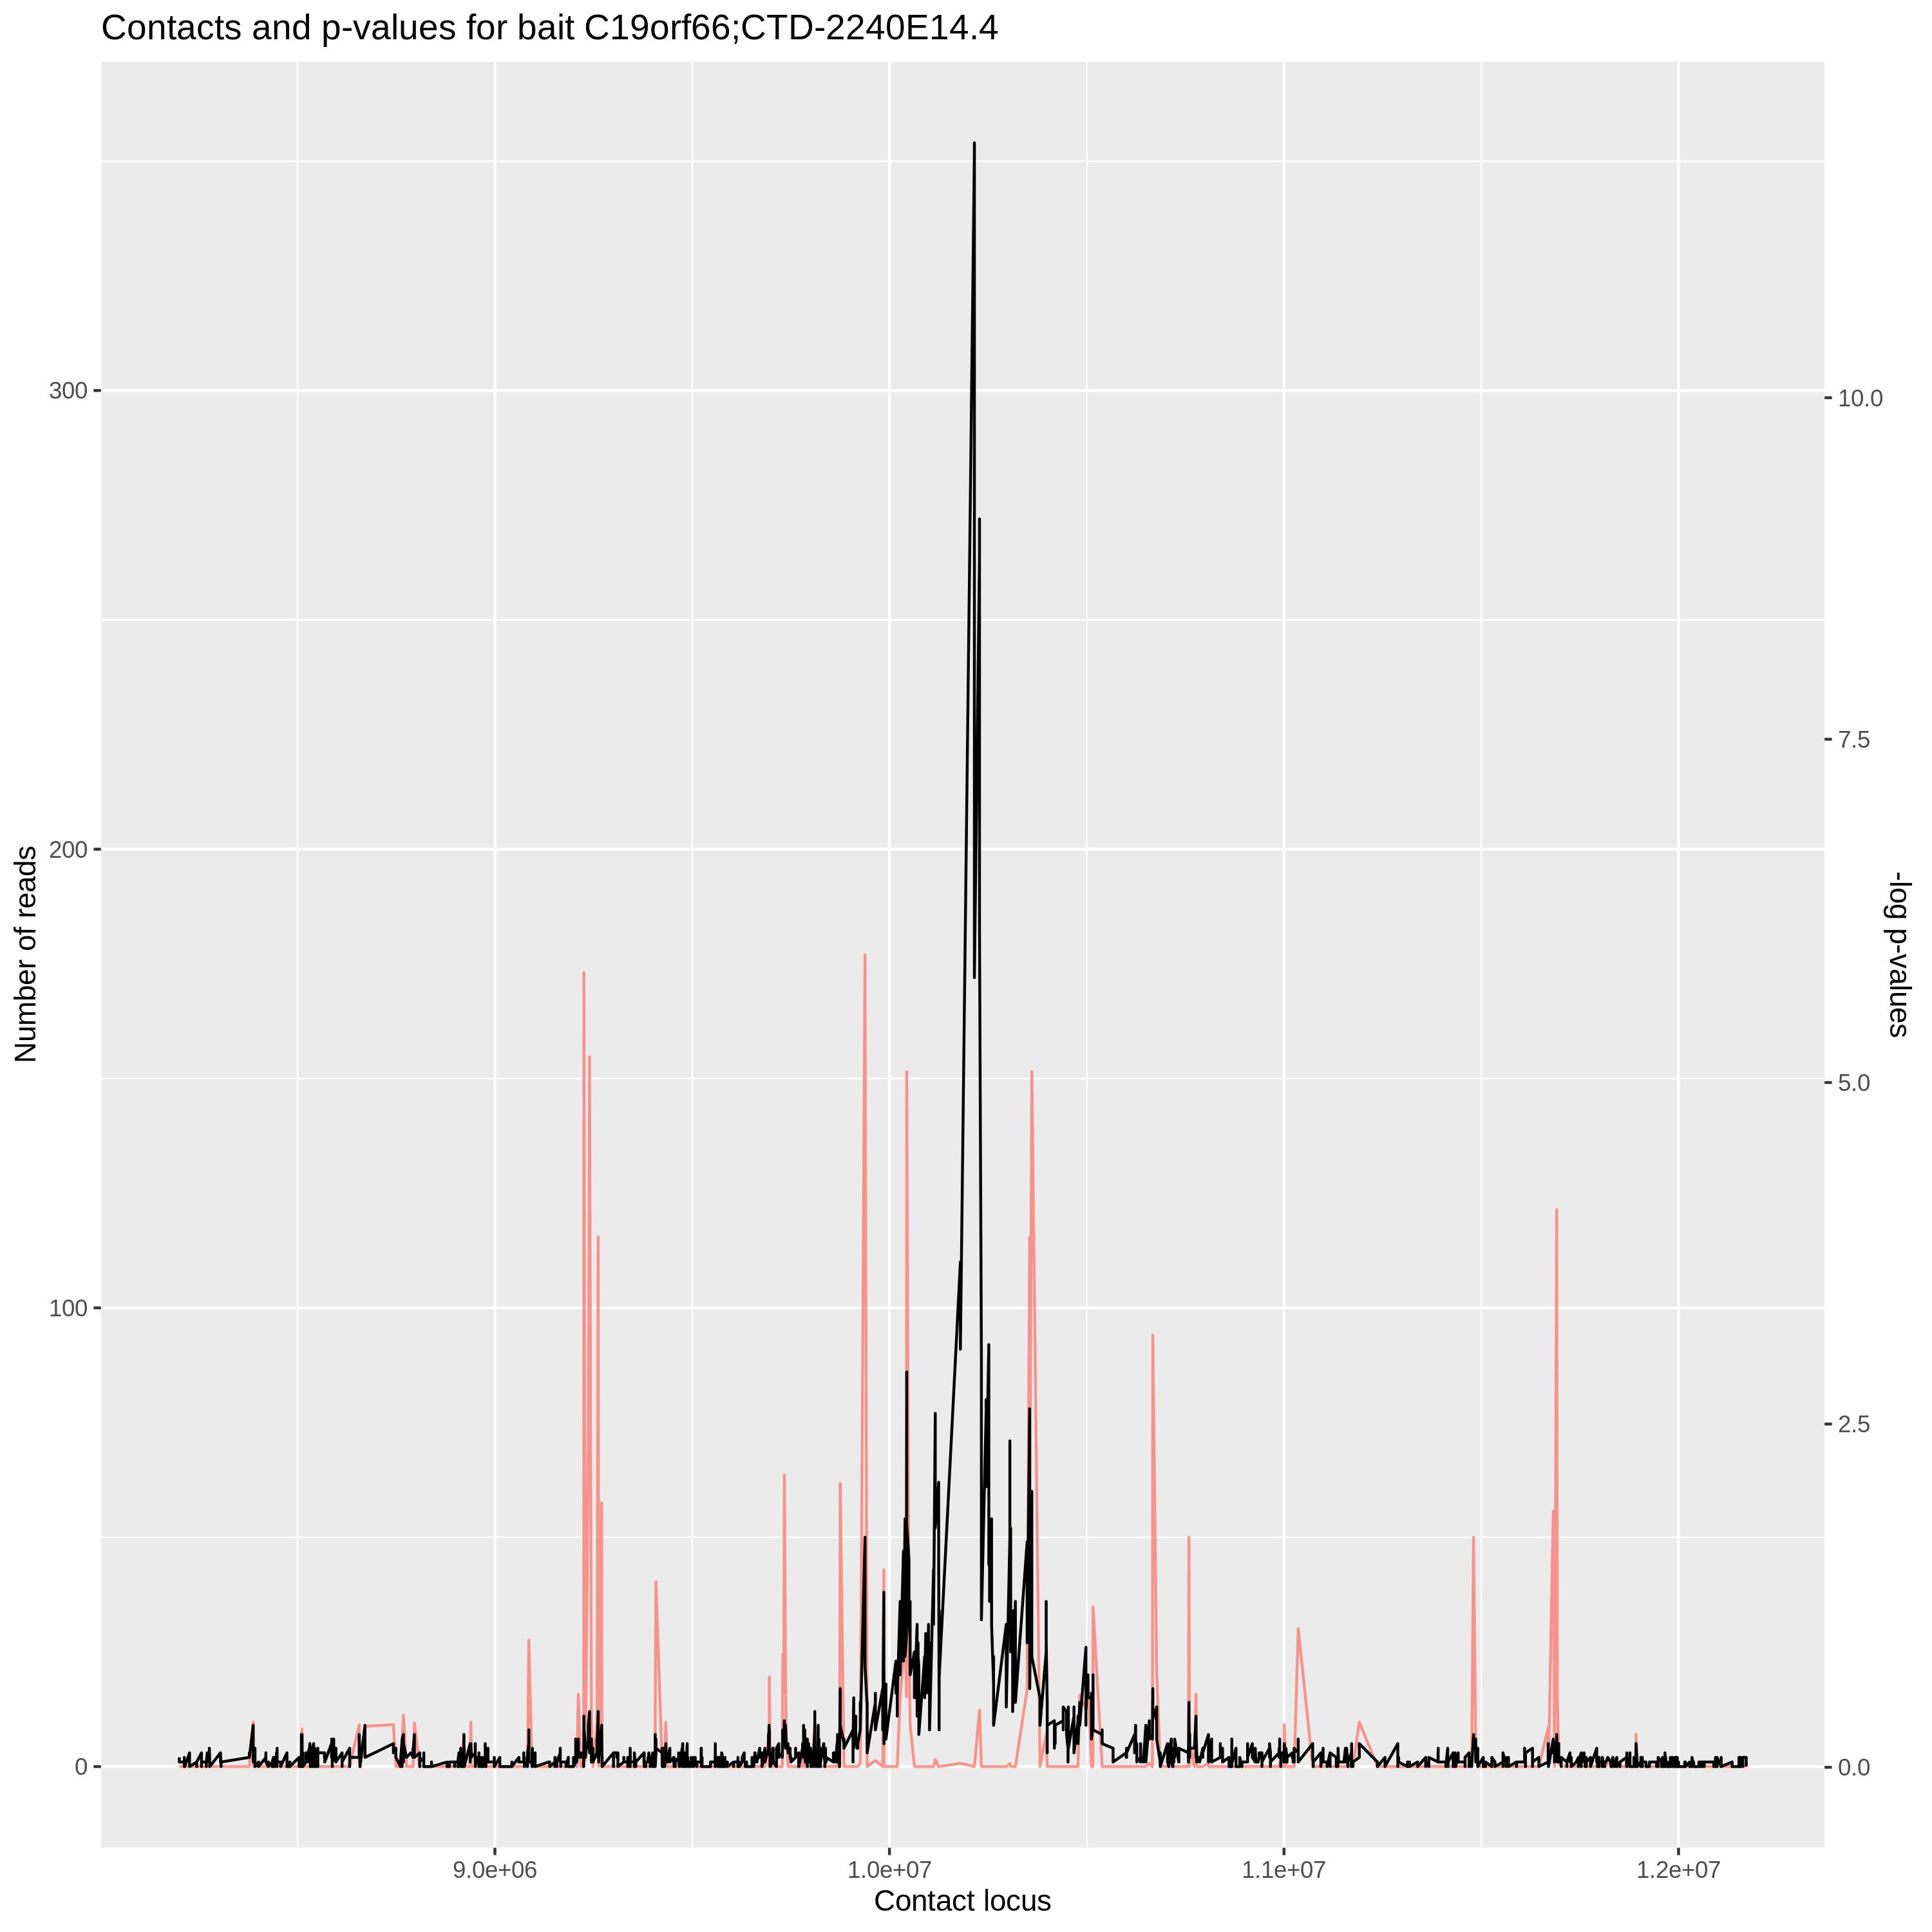 Contacts and p-values for bait C19orf66;CTD-2240E14.4
Number of reads
300
200
100
0
10.0
7.5
5.0
2.5
0.0
-log p-values
9.0e+06
1.0e+07
1.1e+07
1.2e+07
Contact locus